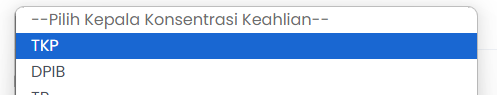 --Pilih Kepala Konsentrasi Keahlian--
TKP
DPIB